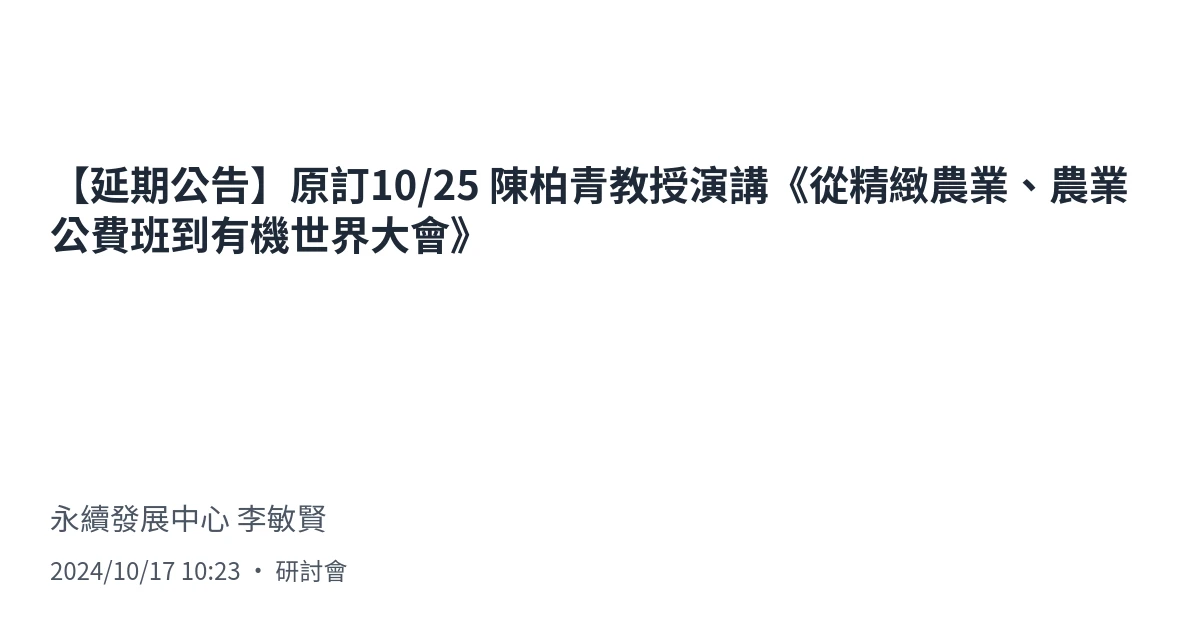 【延期公告】原訂10/25 陳柏青教授演講《從精緻農業、農業
公費班到有機世界大會》
永續發展中心 李敏賢
2024/10/17 10:23 • 研討會